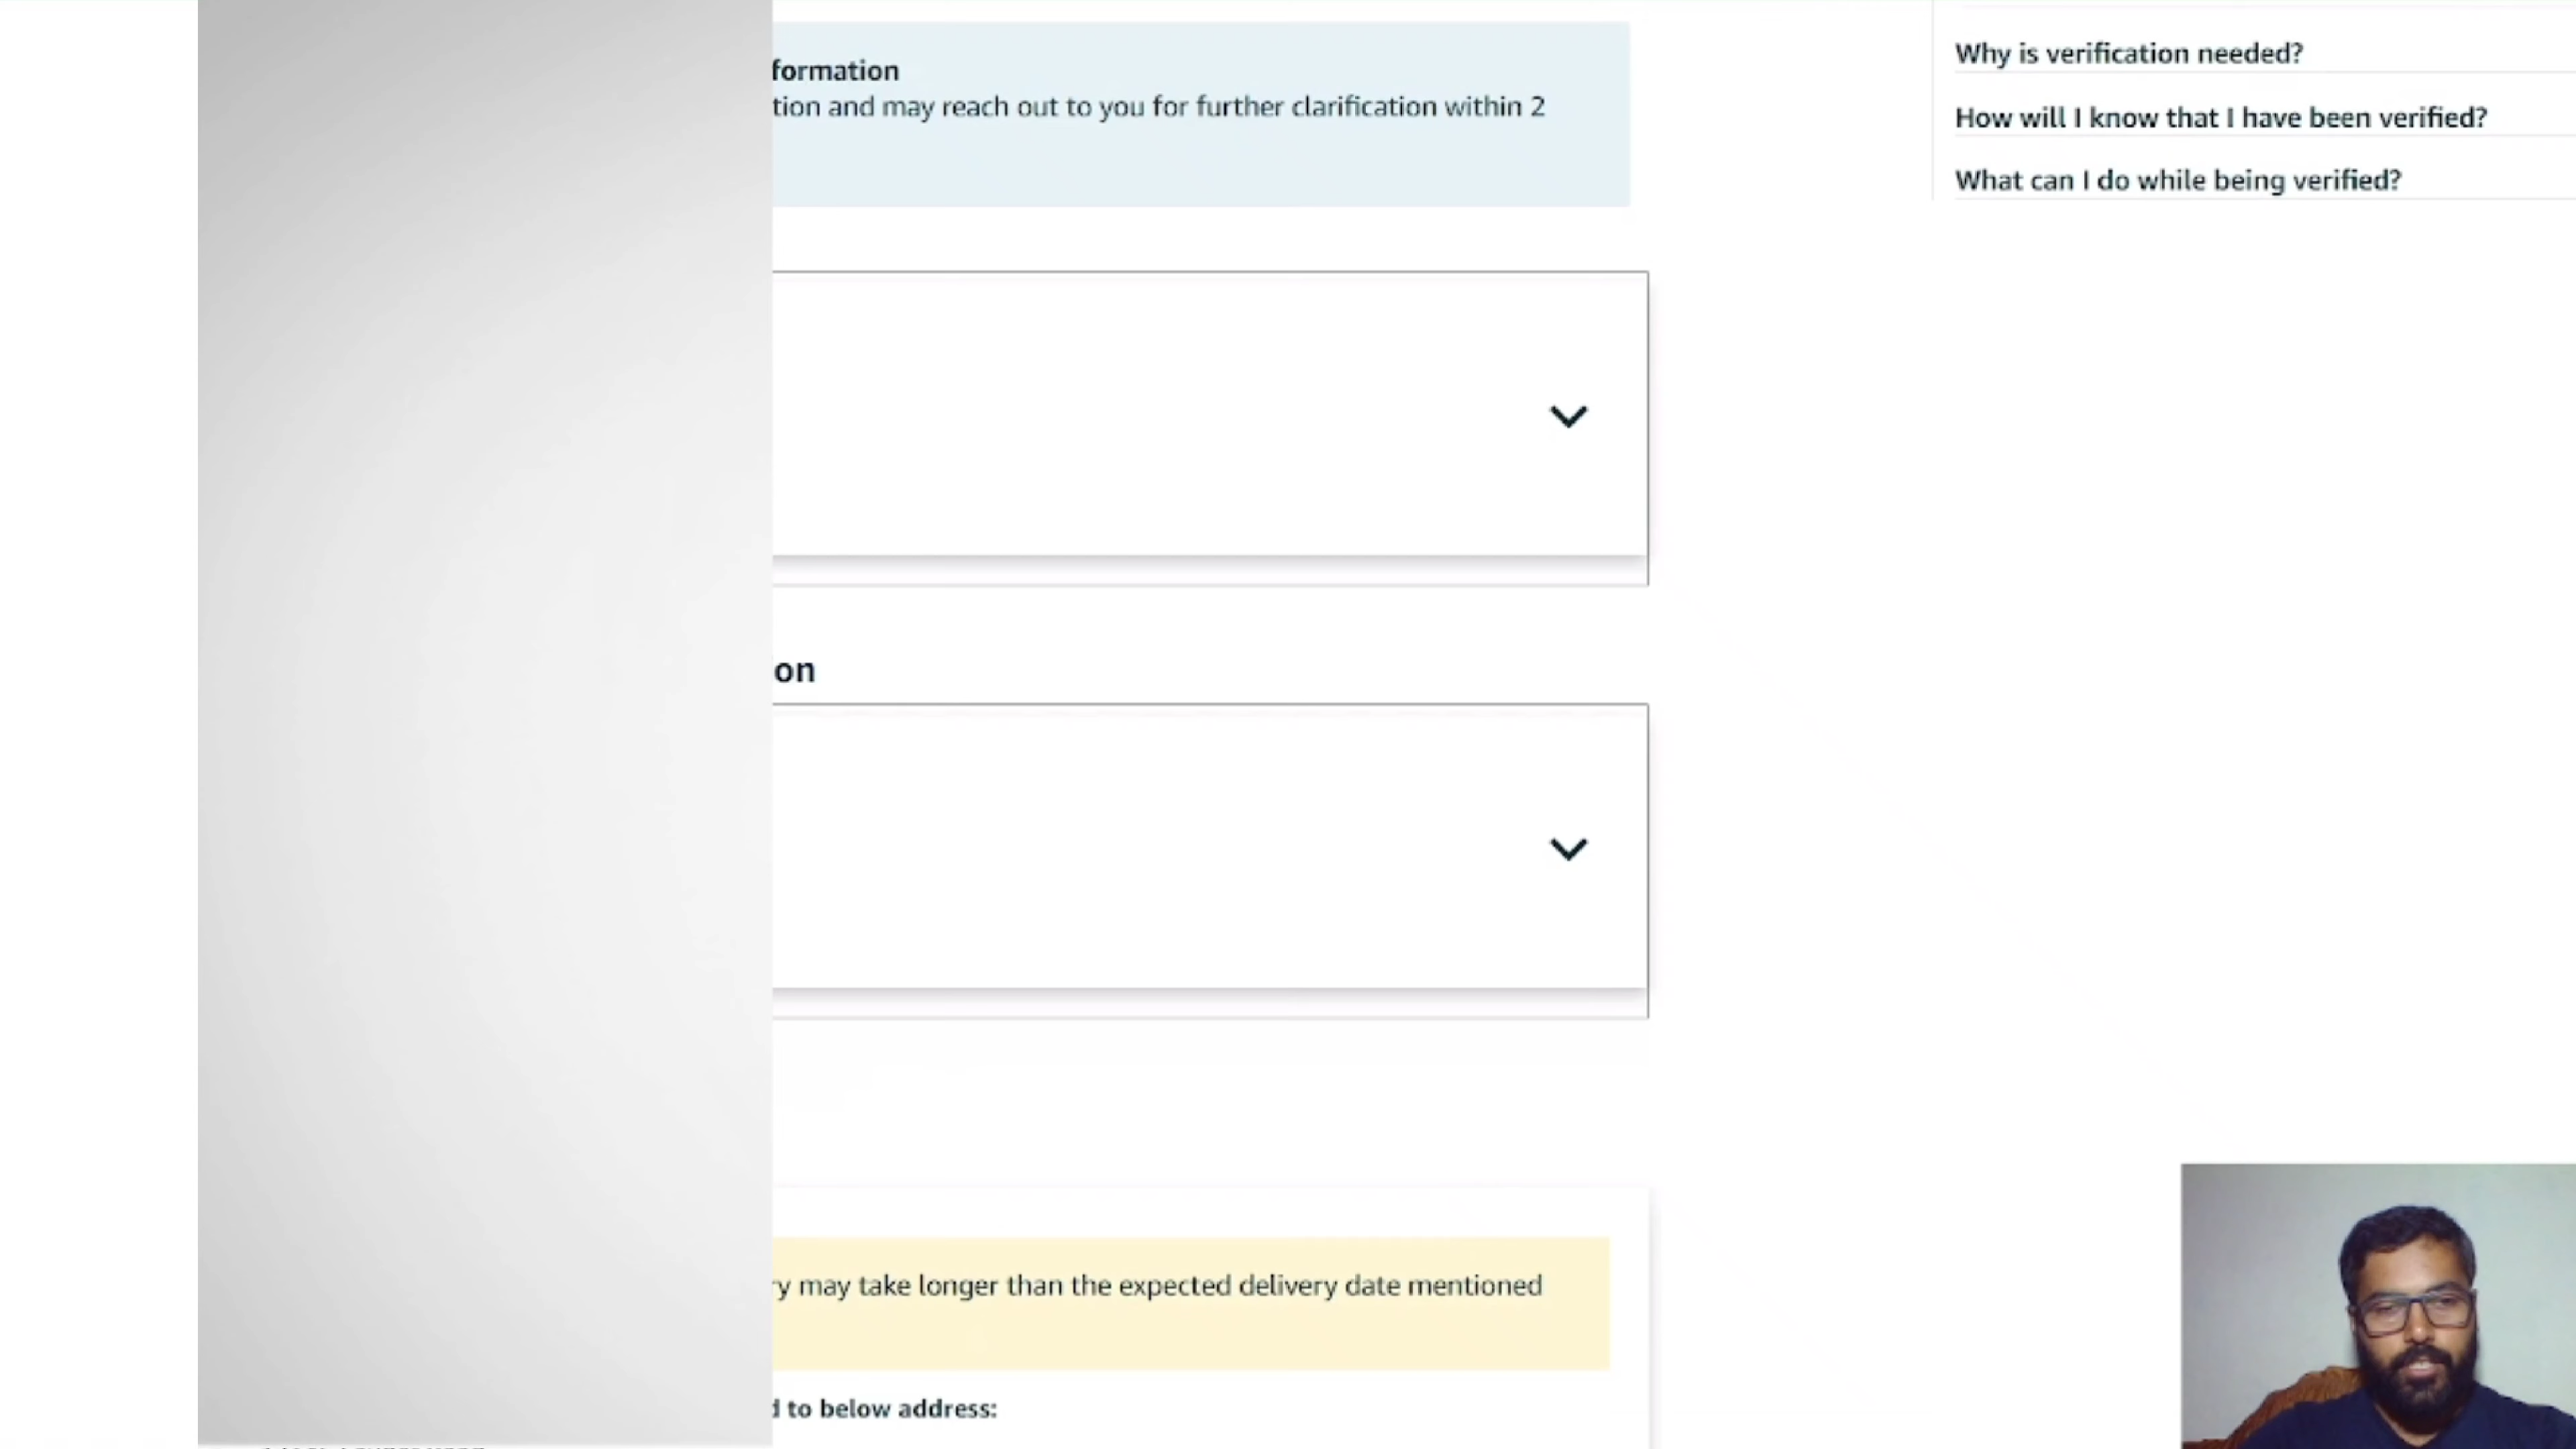 formation
tion and may reach out to you for further clarification within 2
Why is verification needed?
How will I know that I have been verified?
What can I do while being verified?
on
y may take longer than the expected delivery date mentioned
d to below address: